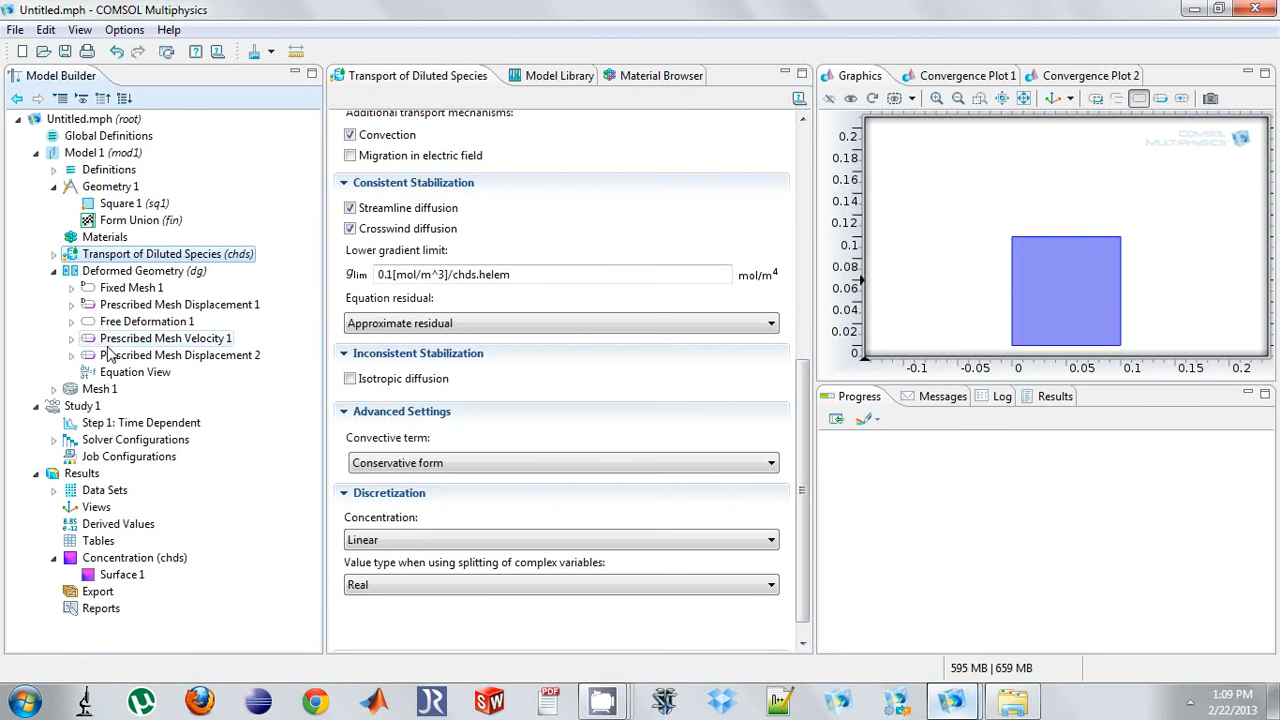 Untitled.mph - COMSOL Multiphysics
File Edit View Options Help
Model Builder
Untitled.mph (root)
Global Definitions
Model 1 (mod1)
Definitions
Geometry 1
Square 1 (sq1)
Form Union (fin)
Materials
Transport of Diluted Species (chds)
Deformed Geometry (dg)
Fixed Mesh 1
Prescribed Mesh Displacement 1
Free Deformation 1
Prescribed Mesh Velocity 1
Prescribed Mesh Displacement 2
Equation View
Mesh 1
Study 1
Step 1: Time Dependent
Solver Configurations
Job Configurations
Results
Data Sets
Views
8.85
e-12
Derived Values
Tables
Concentration (chds)
Surface 1
Export
Reports
Transport of Diluted Species Model Library Material Browser
Additional transport mechanisms:
Convection
Migration in electric field
Consistent Stabilization
Streamline diffusion
Crosswind diffusion
Lower gradient limit:
glim 0.1[mol/m^3]/chds.helem mol/m⁴
Equation residual:
Approximate residual
Inconsistent Stabilization
Isotropic diffusion
Advanced Settings
Convective term:
Conservative form
Discretization
Concentration:
Linear
Value type when using splitting of complex variables:
Real
Graphics Convergence Plot 1 Convergence Plot 2
COMSOL
MULTIPHYSICS
0.2
0.18
0.16
0.14
0.12
0.1
0.08
0.06
0.04
0.02
0
-0.1 -0.05 0 0.05 0.1 0.15 0.2
Progress Messages Log Results
595 MB | 659 MB
PDF
JR
SW
1:09 PM
2/22/2013